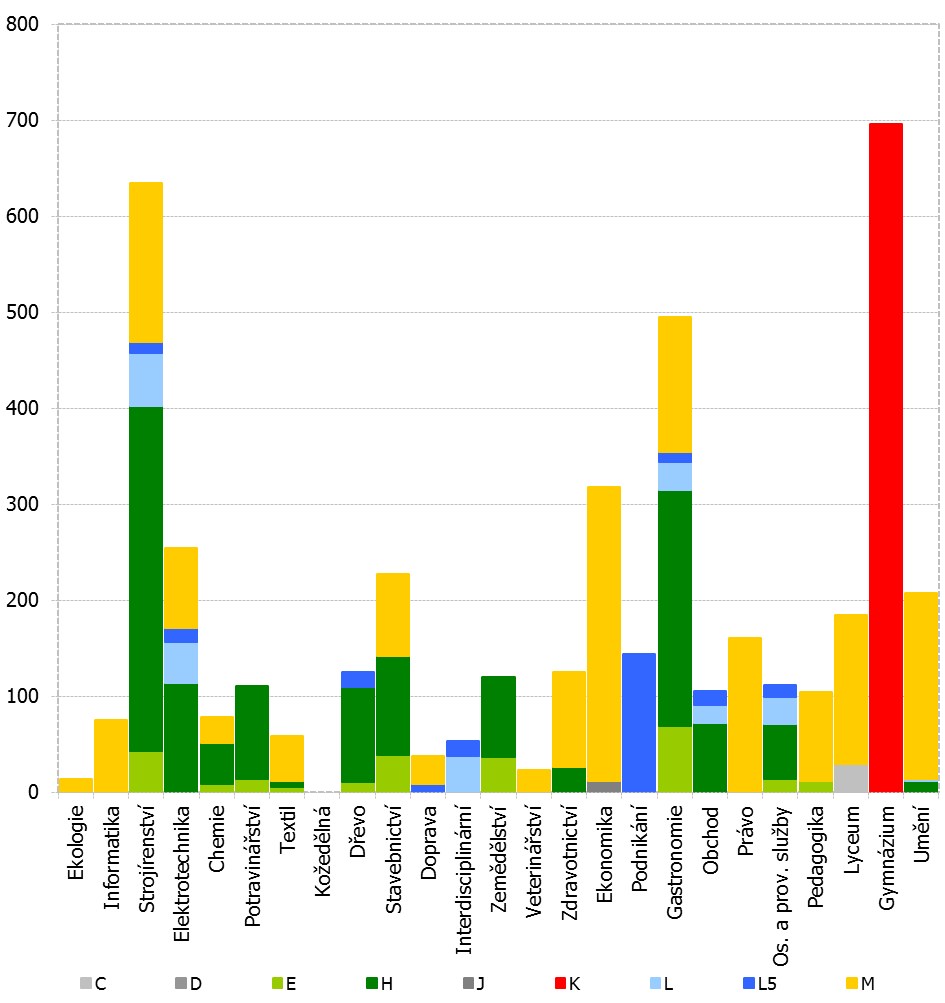 800
700
600
500
400
300
200
100
0
Ekologie
Informatika
Strojírenství
Elektrotechnika
Chemie
Potravinářství
Textil
Kožedělná
Dřevo
Stavebnictví
Doprava
Interdisciplinární
Zemědělství
Veterinářství
Zdravotnictví
Ekonomika
Podnikání
Gastronomie
Obchod
Právo
Os. a prov. služby
Pedagogika
Lyceum
Gymnázium
Umění
C D E H J K L L5 M